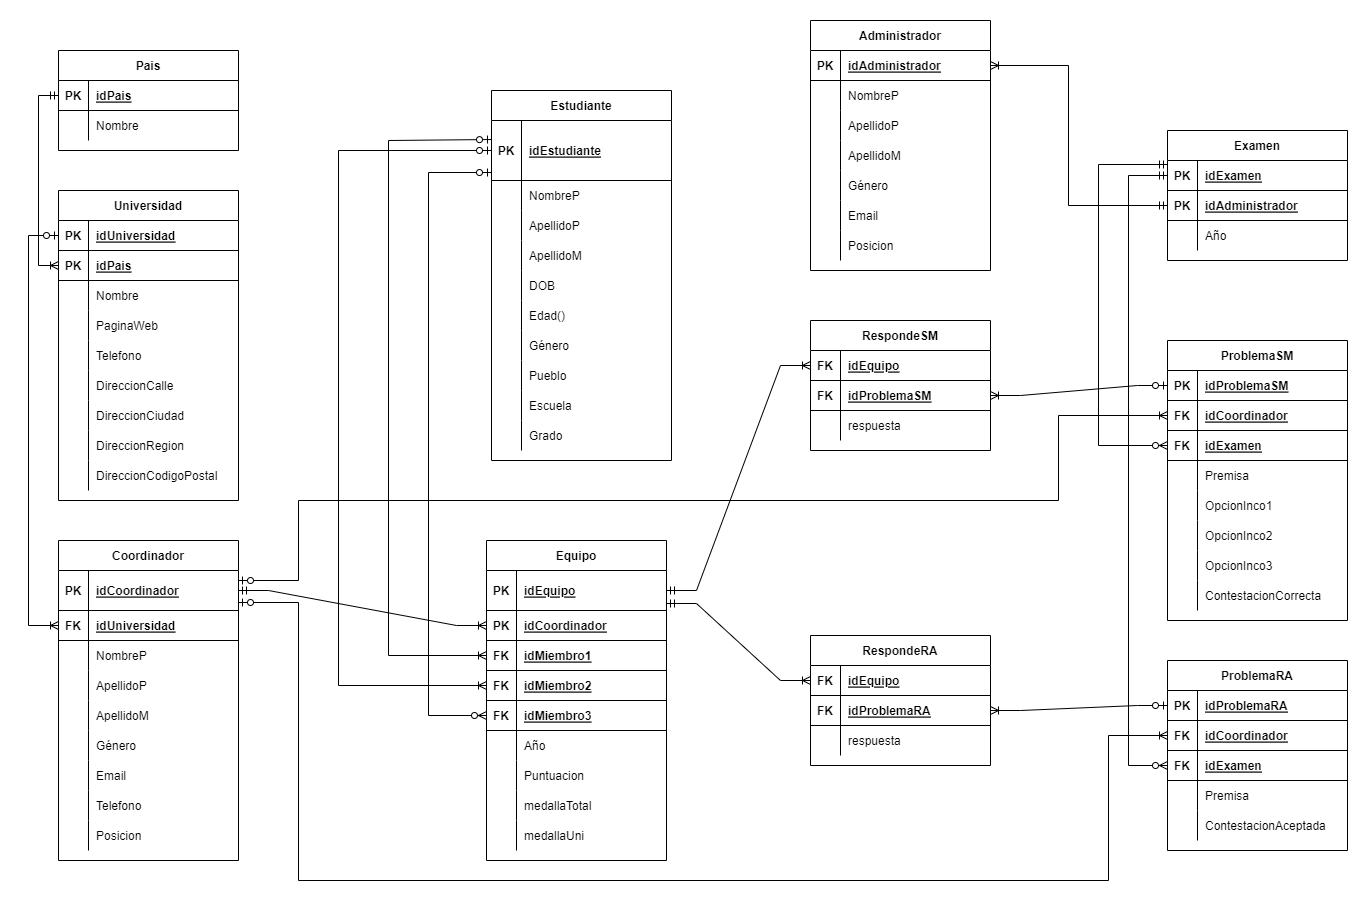 Pais
PK idPais
Nombre
Universidad
PK idUniversidad
PK idPais
Nombre
PaginaWeb
Telefono
DireccionCalle
DireccionCiudad
DireccionRegion
DireccionCodigoPostal
Coordinador
PK idCoordinador
FK idUniversidad
NombreP
ApellidoP
ApellidoM
Género
Email
Telefono
Posicion
Estudiante
PK idEstudiante
NombreP
ApellidoP
ApellidoM
DOB
Edad()
Género
Pueblo
Escuela
Grado
Equipo
PK idEquipo
PK idCoordinador
FK idMiembro1
FK idMiembro2
FK idMiembro3
Año
Puntuacion
medallaTotal
medallaUni
Administrador
PK idAdministrador
NombreP
ApellidoP
ApellidoM
Género
Email
Posicion
RespondeSM
FK idEquipo
FK idProblemaSM
respuesta
RespondeRA
FK idEquipo
FK idProblemaRA
respuesta
Examen
PK idExamen
PK idAdministrador
Año
ProblemaSM
PK idProblemaSM
FK idCoordinador
FK idExamen
Premisa
OpcionInco1
OpcionInco2
OpcionInco3
ContestacionCorrecta
ProblemaRA
PK idProblemaRA
FK idCoordinador
FK idExamen
Premisa
ContestacionAceptada